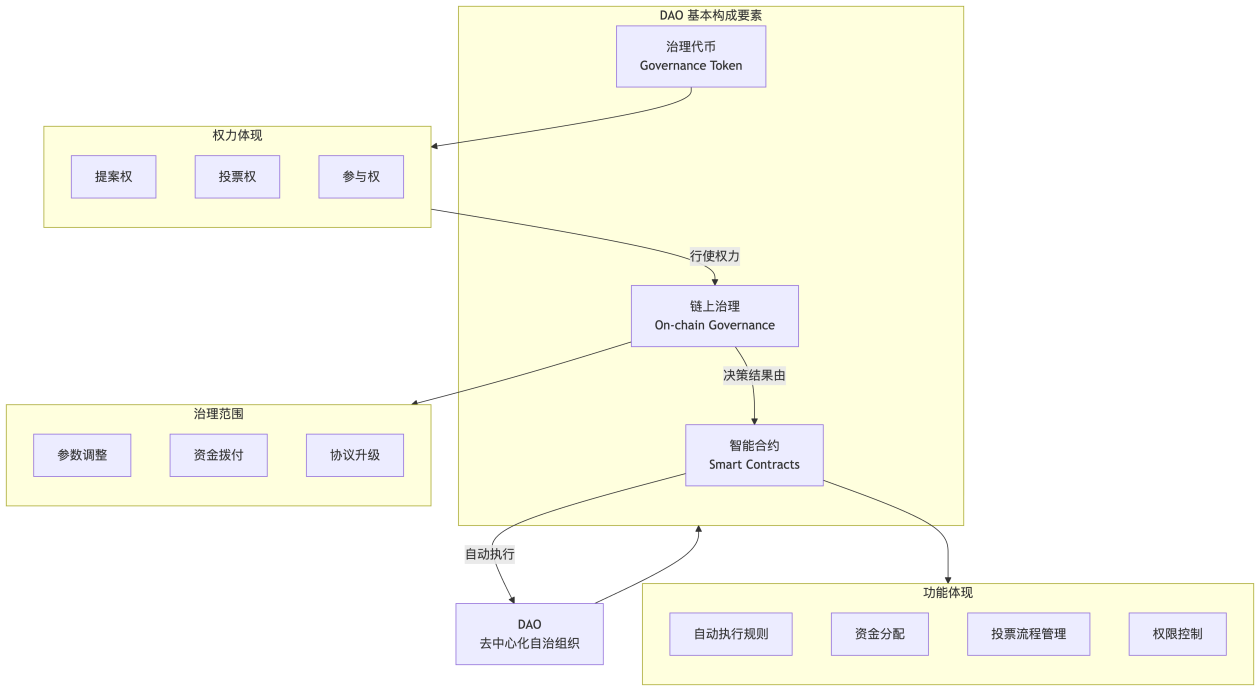 DAO 基本构成要素
治理代币
Governance Token
权力体现
提案权
投票权
参与权
行使权力
链上治理
On-chain Governance
决策结果由
治理范围
参数调整
资金拨付
协议升级
智能合约
Smart Contracts
自动执行
DAO
去中心化自治组织
功能体现
自动执行规则
资金分配
投票流程管理
权限控制